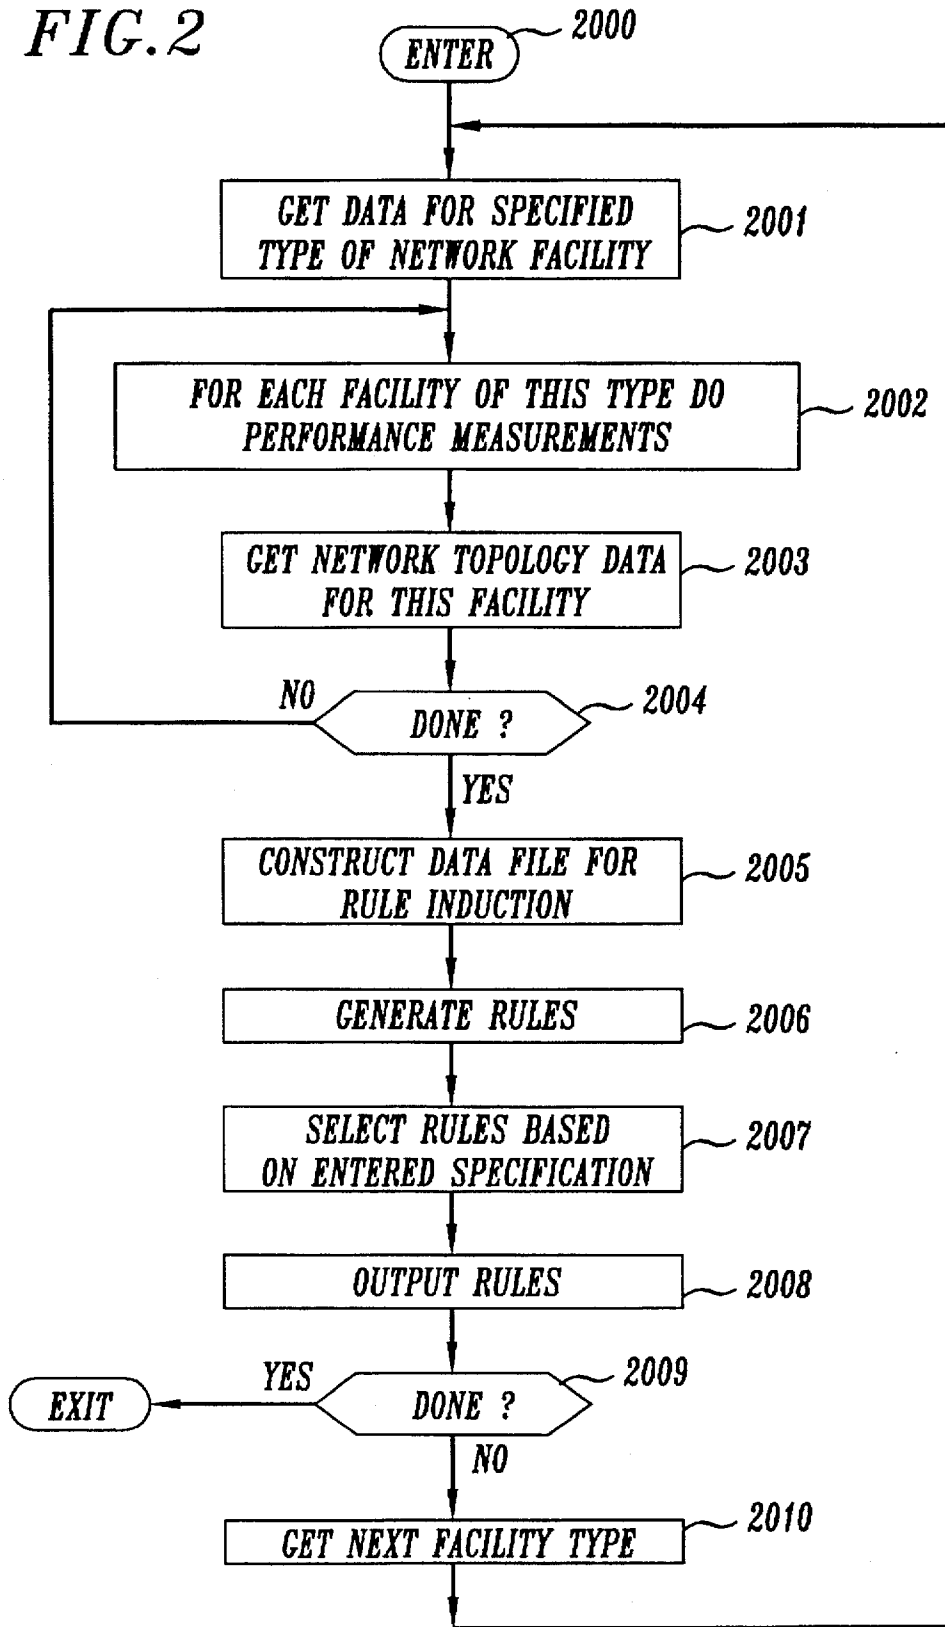 FIG.2
ENTER
2000
GET DATA FOR SPECIFIED
TYPE OF NETWORK FACILITY
2001
FOR EACH FACILITY OF THIS TYPE DO
PERFORMANCE MEASUREMENTS
2002
GET NETWORK TOPOLOGY DATA
FOR THIS FACILITY
2003
NO
DONE ?
2004
YES
CONSTRUCT DATA FILE FOR
RULE INDUCTION
2005
GENERATE RULES
2006
SELECT RULES BASED
ON ENTERED SPECIFICATION
2007
OUTPUT RULES
2008
EXIT
YES
DONE ?
2009
NO
GET NEXT FACILITY TYPE
2010